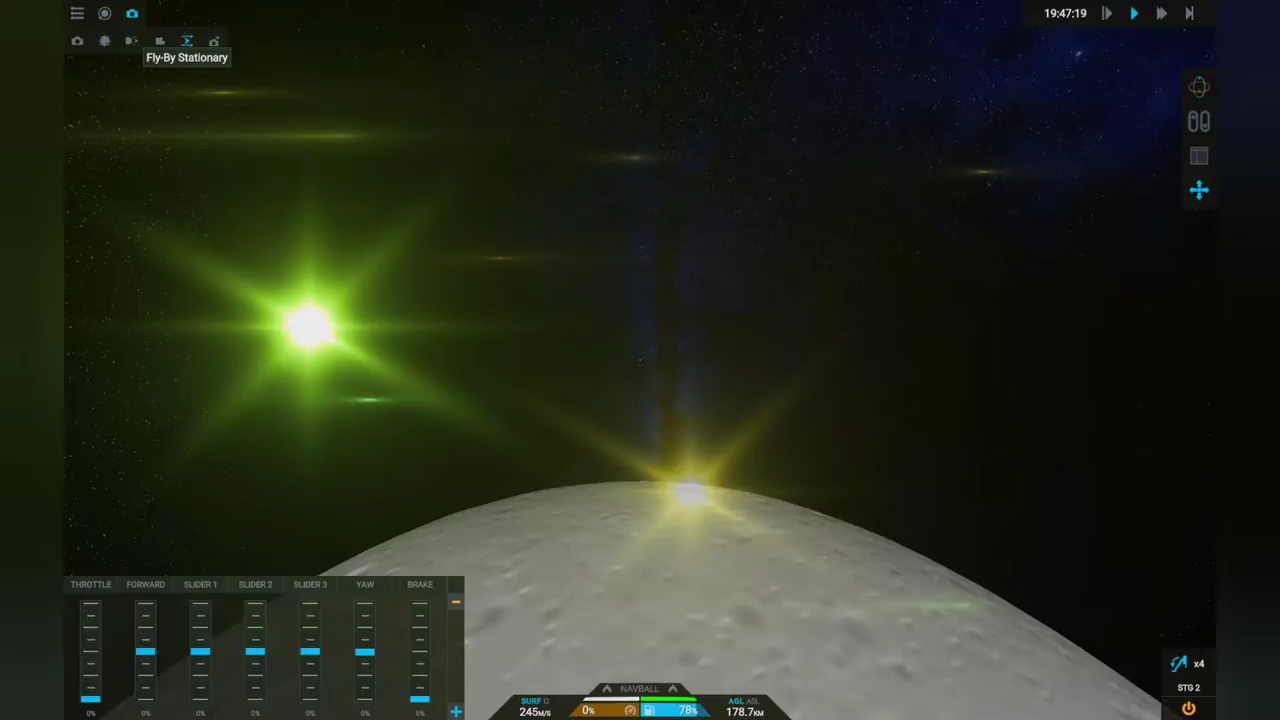 19:47:19
Fly-By Stationary
THROTTLE FORWARD SLIDER 1 SLIDER 2 SLIDER 3 YAW BRAKE
0% 0% 0% 0% 0% 0% 0%
NAVBALL
SURF
245M/S
0%
78%
AGL ASL
178.7KM
x4
STG 2